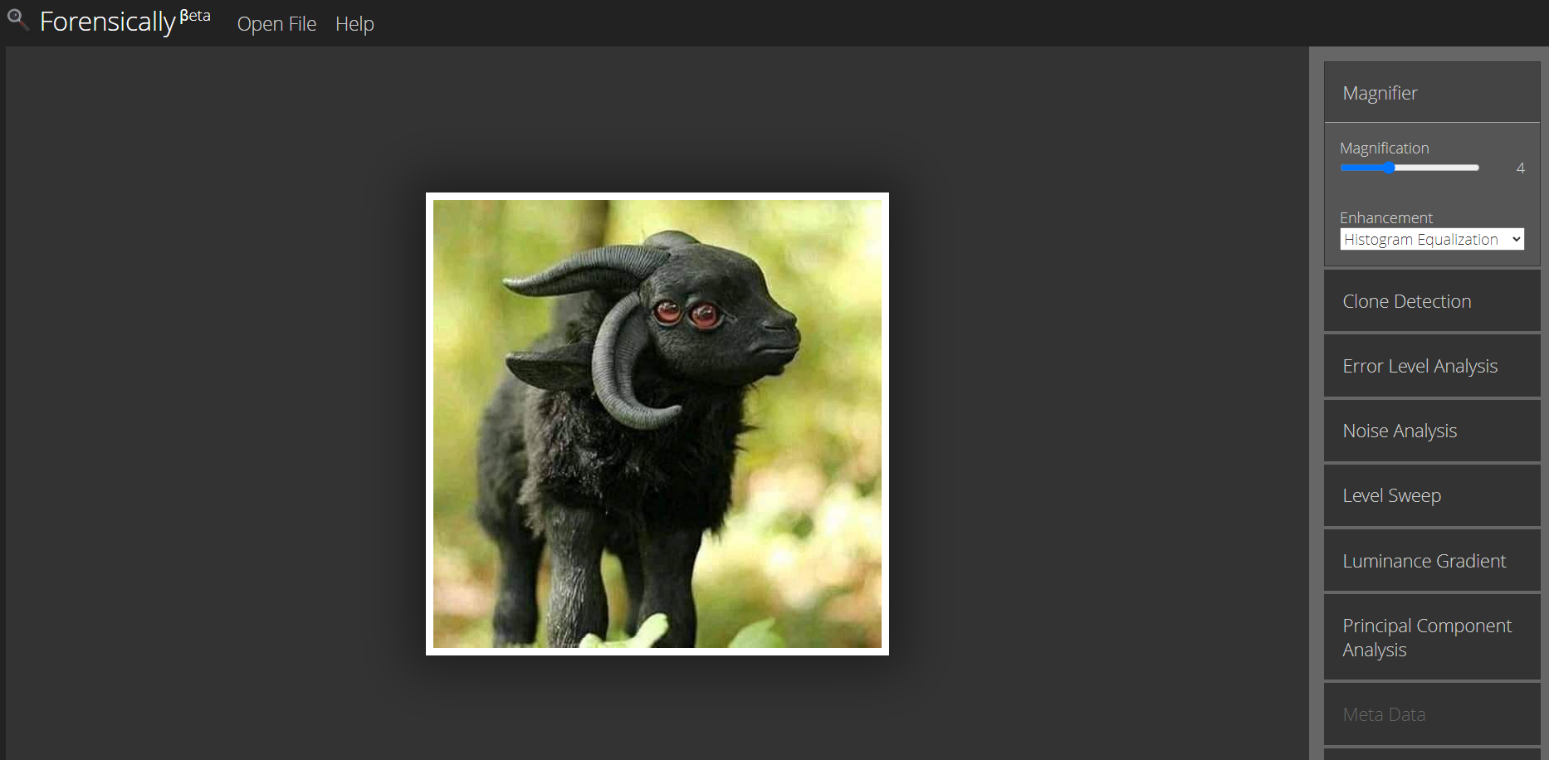 Forensically βeta Open File Help
Magnifier
Magnification
4
Enhancement
Histogram Equalization
Clone Detection
Error Level Analysis
Noise Analysis
Level Sweep
Luminance Gradient
Principal Component
Analysis
Meta Data